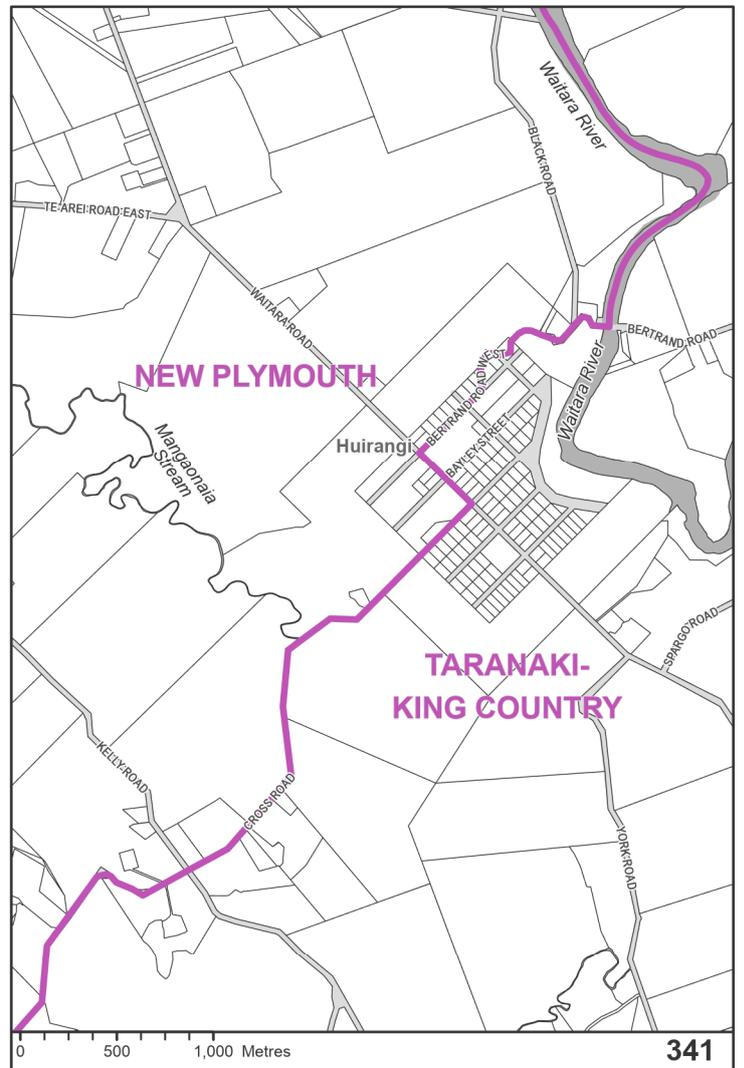 Waitara River
BLACK ROAD
TE AREI ROAD EAST
WAITARA ROAD
BERTRAND ROAD
NEW PLYMOUTH
BERTRAND ROAD WEST
Waitara River
Mangaonaia
Stream
Huirangi
BAYLEY STREET
SPARGO ROAD
TARANAKI-
KING COUNTRY
KELLY ROAD
CROSS ROAD
YORK ROAD
0 500 1,000 Metres
341